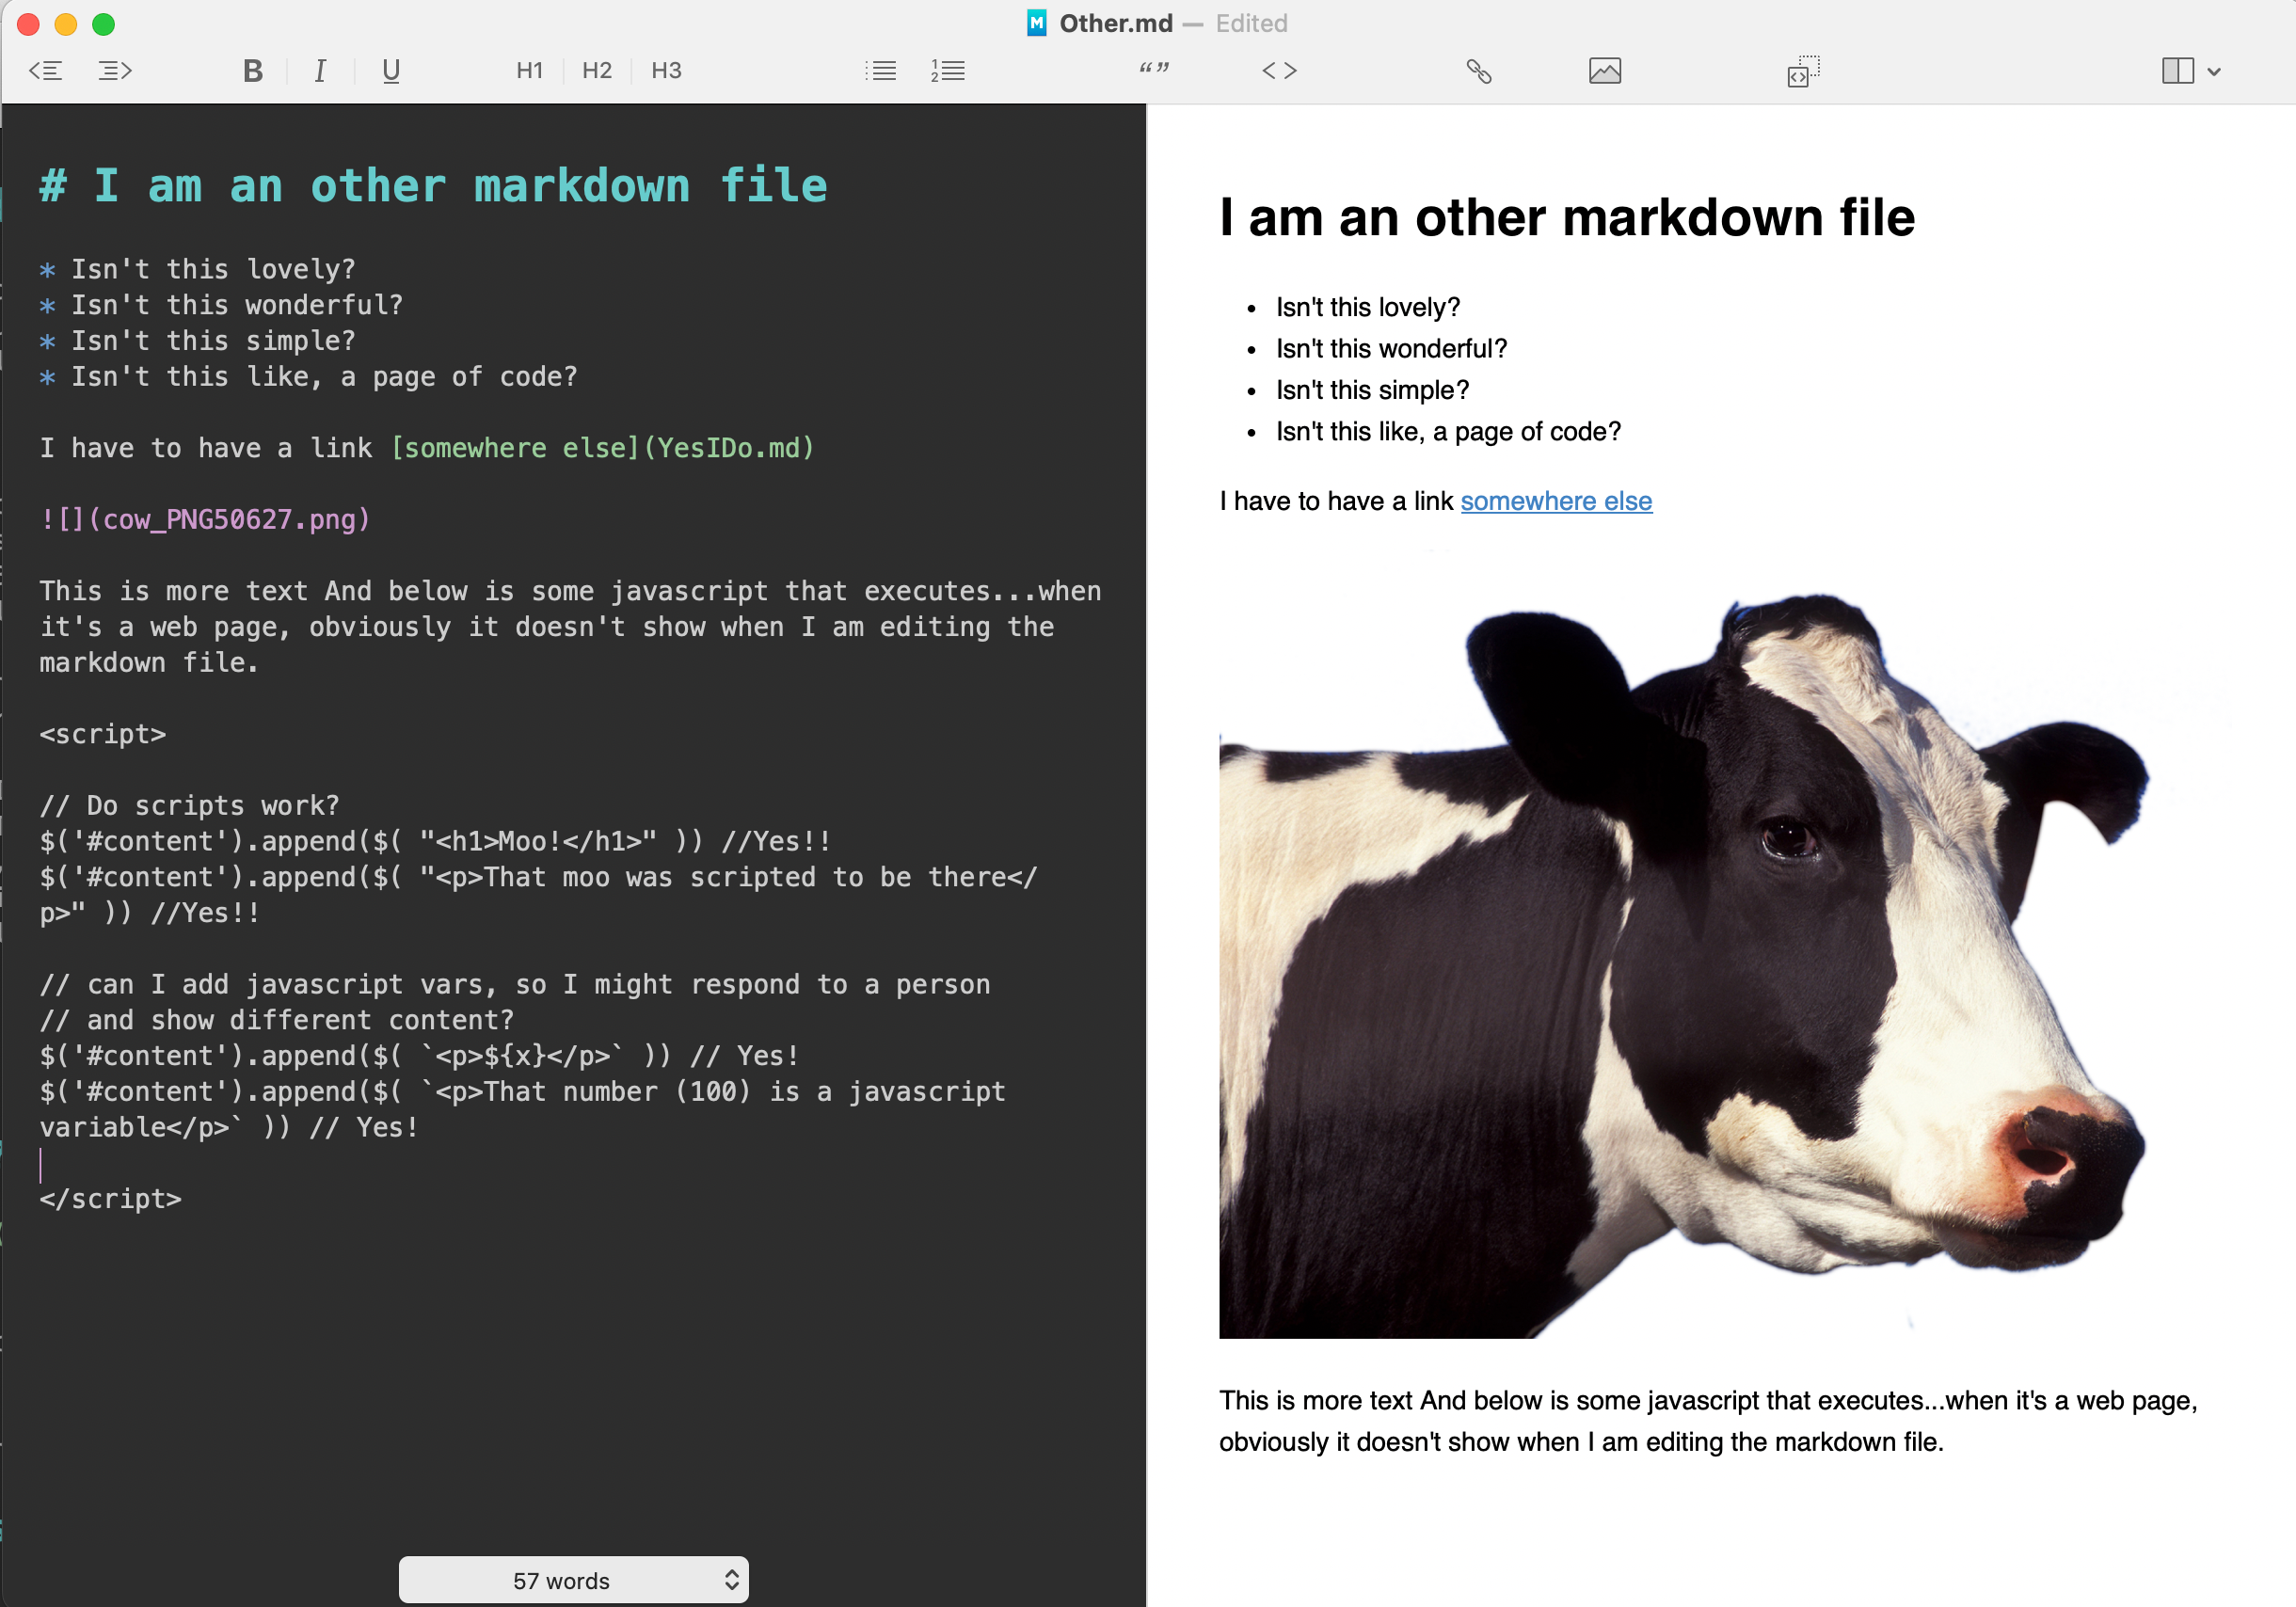 Other.md — Edited
B I U H1 H2 H3 “” <>
# I am an other markdown file
* Isn't this lovely?
* Isn't this wonderful?
* Isn't this simple?
* Isn't this like, a page of code?
I have to have a link [somewhere else](YesIDo.md)
![](cow_PNG50627.png)
This is more text And below is some javascript that executes...when
it's a web page, obviously it doesn't show when I am editing the
markdown file.
<script>
// Do scripts work?
$('#content').append($( "<h1>Moo!</h1>" )) //Yes!!
$('#content').append($( "<p>That moo was scripted to be there</
p>" )) //Yes!!
// can I add javascript vars, so I might respond to a person
// and show different content?
$('#content').append($( `<p>${x}</p>` )) // Yes!
$('#content').append($( `<p>That number (100) is a javascript
variable</p>` )) // Yes!
</script>
57 words
I am an other markdown file
• Isn't this lovely?
• Isn't this wonderful?
• Isn't this simple?
• Isn't this like, a page of code?
I have to have a link somewhere else
This is more text And below is some javascript that executes...when it's a web page,
obviously it doesn't show when I am editing the markdown file.